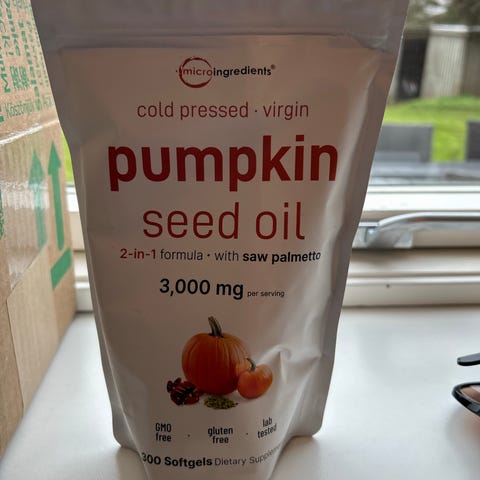 microingredients®
cold pressed · virgin
pumpkin
seed oil
2-in-1 formula · with saw palmetto
3,000 mg per serving
GMO free · gluten free · lab tested
300 Softgels Dietary Supplement